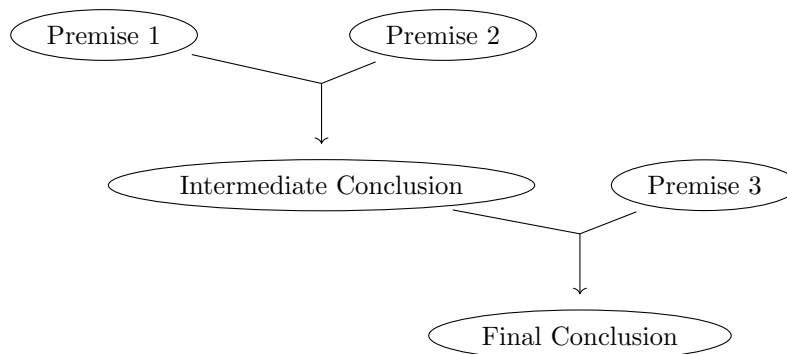 Premise 1
Premise 2
Intermediate Conclusion
Premise 3
Final Conclusion